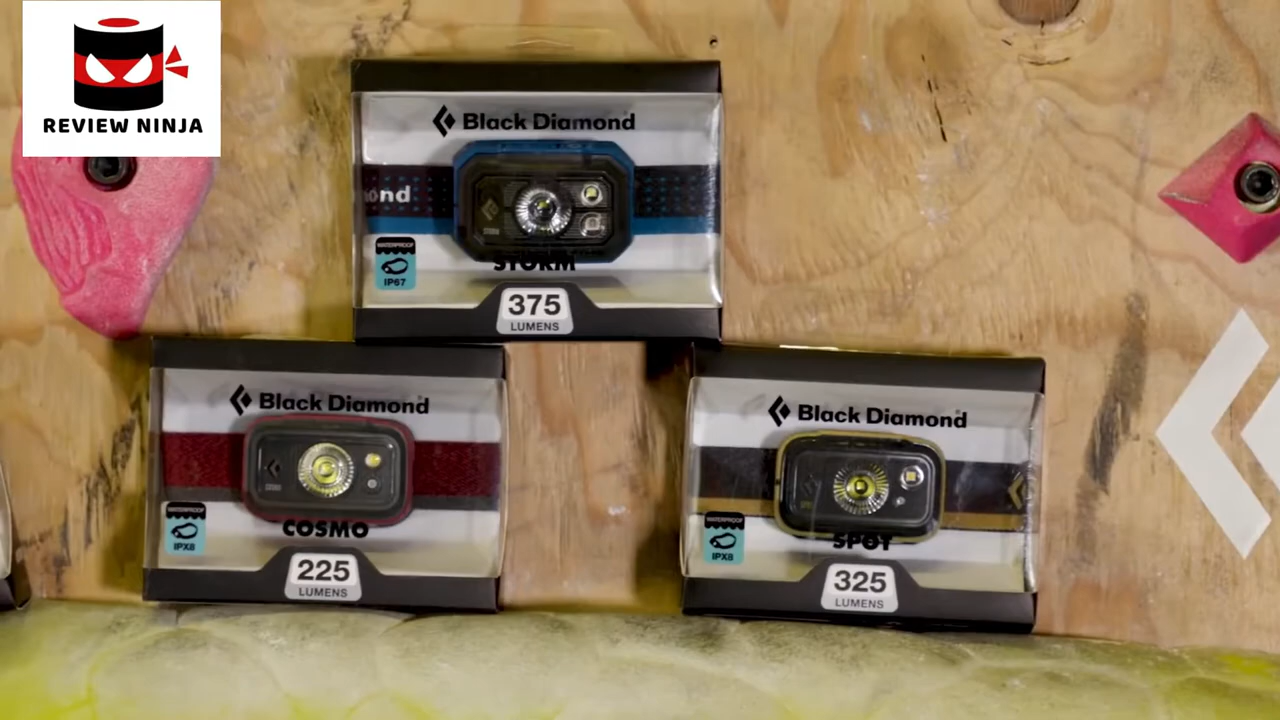 REVIEW NINJA
Black Diamond
ond
WATERPROOF
IP67
STORM
375
LUMENS
Black Diamond
WATERPROOF
IPX8
COSMO
225
LUMENS
Black Diamond
WATERPROOF
IPX8
SPOT
325
LUMENS